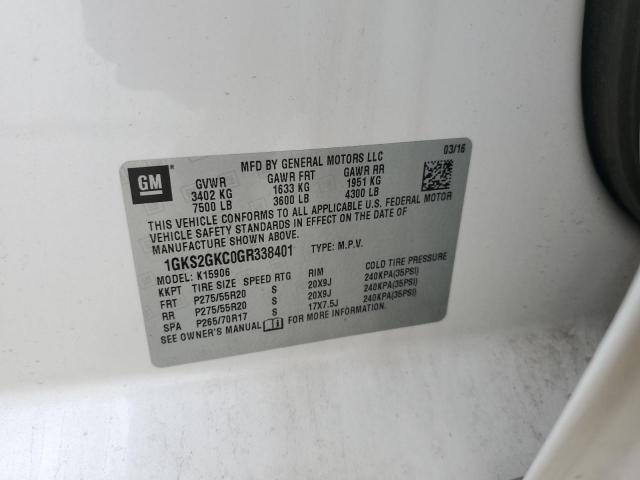 GM
MFD BY GENERAL MOTORS LLC 03/16
GVWR GAWR FRT GAWR RR
3402 KG 1633 KG 1951 KG
7500 LB 3600 LB 4300 LB
THIS VEHICLE CONFORMS TO ALL APPLICABLE U.S. FEDERAL MOTOR
VEHICLE SAFETY STANDARDS IN EFFECT ON THE DATE OF
MANUFACTURE SHOWN ABOVE.
1GKS2GKC0GR338401 TYPE: M.P.V.
MODEL: K15906
KKPT TIRE SIZE SPEED RTG RIM COLD TIRE PRESSURE
FRT P275/55R20 S 20X9J 240KPA(35PSI)
RR P275/55R20 S 20X9J 240KPA(35PSI)
SPA P265/70R17 S 17X7.5J 240KPA(35PSI)
SEE OWNER'S MANUAL FOR MORE INFORMATION.